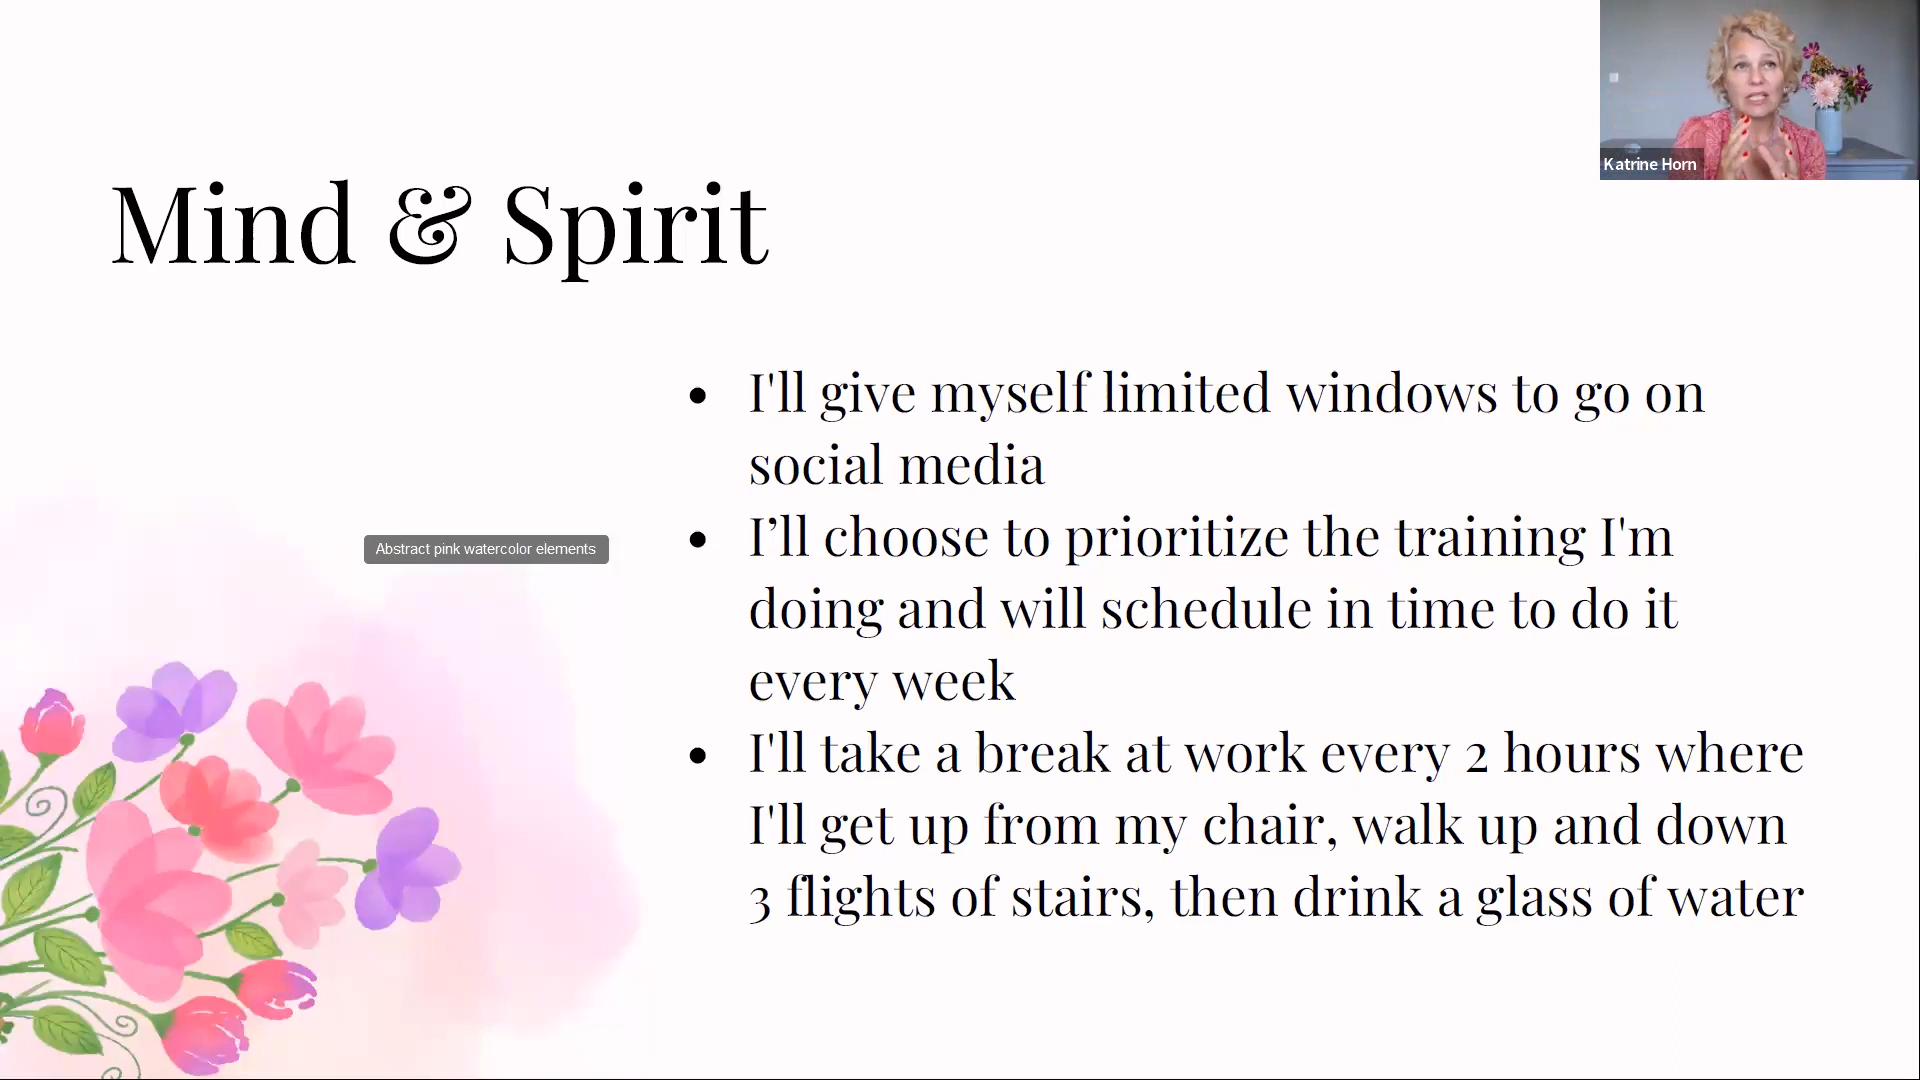 Katrine Horn
Mind & Spirit
• I'll give myself limited windows to go on
social media
• I’ll choose to prioritize the training I'm
doing and will schedule in time to do it
every week
• I'll take a break at work every 2 hours where
I'll get up from my chair, walk up and down
3 flights of stairs, then drink a glass of water
Abstract pink watercolor elements